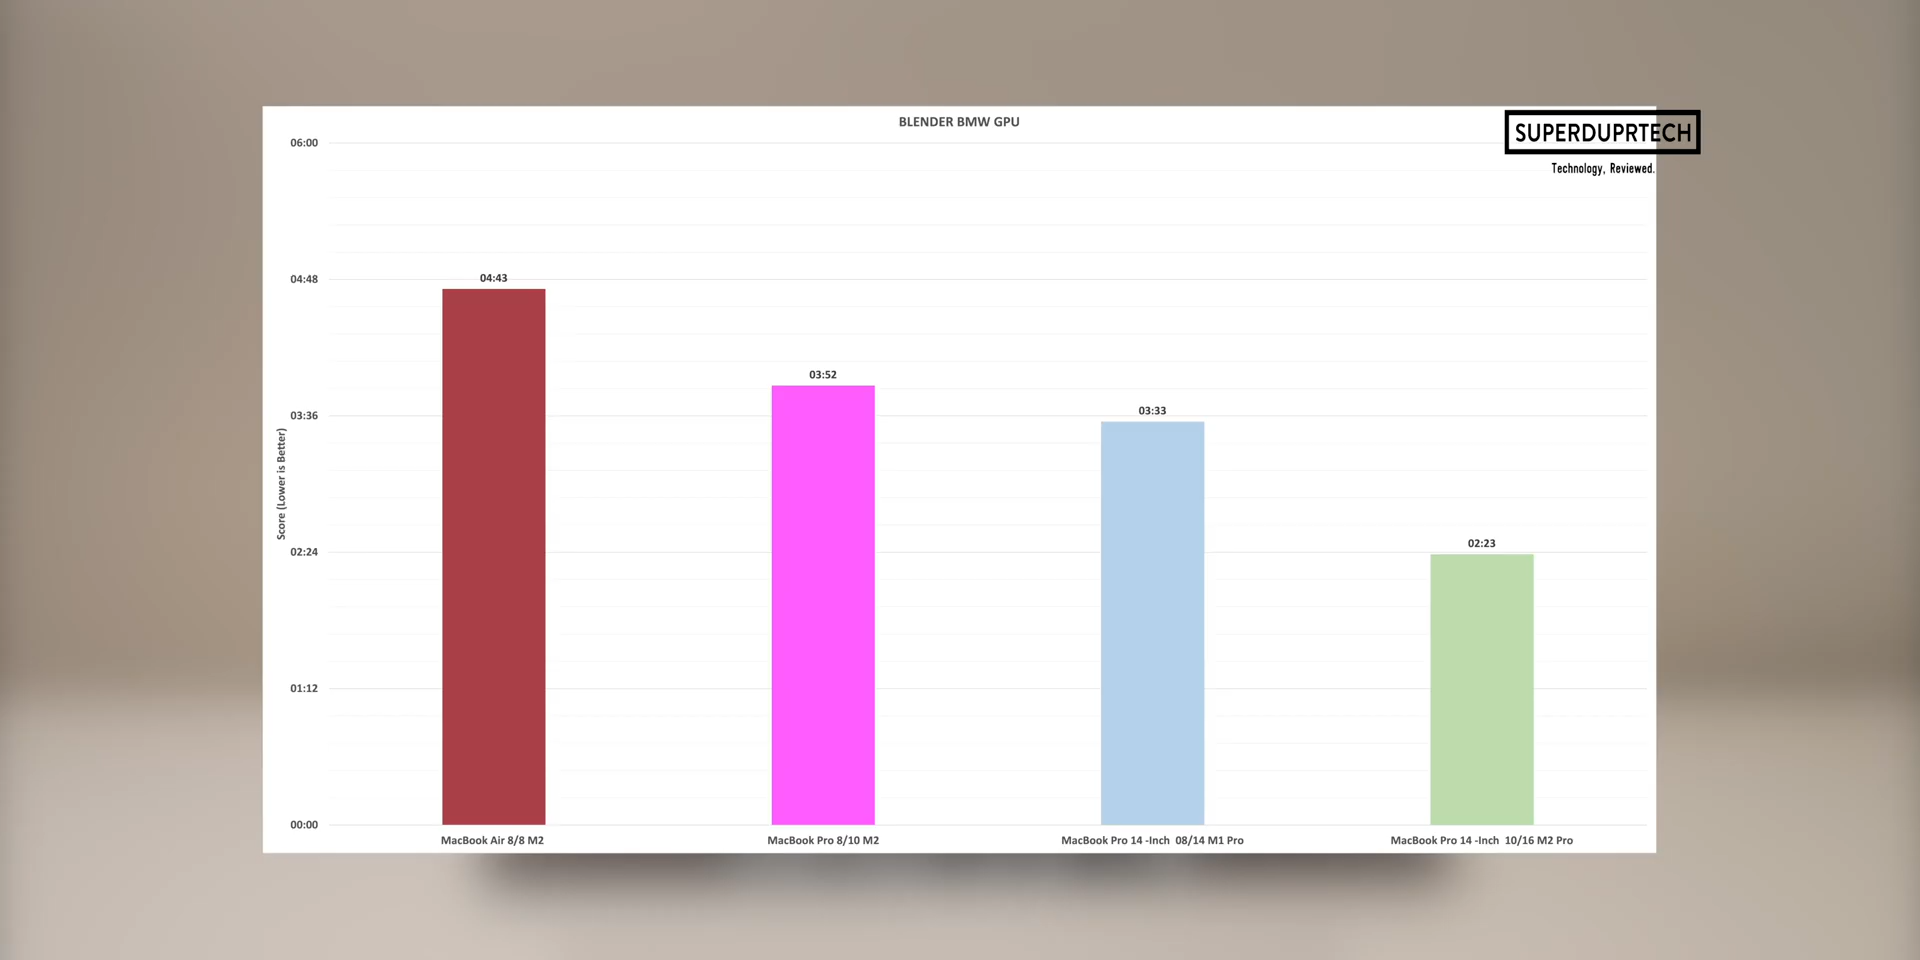 BLENDER BMW GPU
SUPERDUPRTECH
Technology, Reviewed.
Score (Lower is Better)
06:00
04:48
03:36
02:24
01:12
00:00
04:43
03:52
03:33
02:23
MacBook Air 8/8 M2
MacBook Pro 8/10 M2
MacBook Pro 14 -Inch 08/14 M1 Pro
MacBook Pro 14 -Inch 10/16 M2 Pro